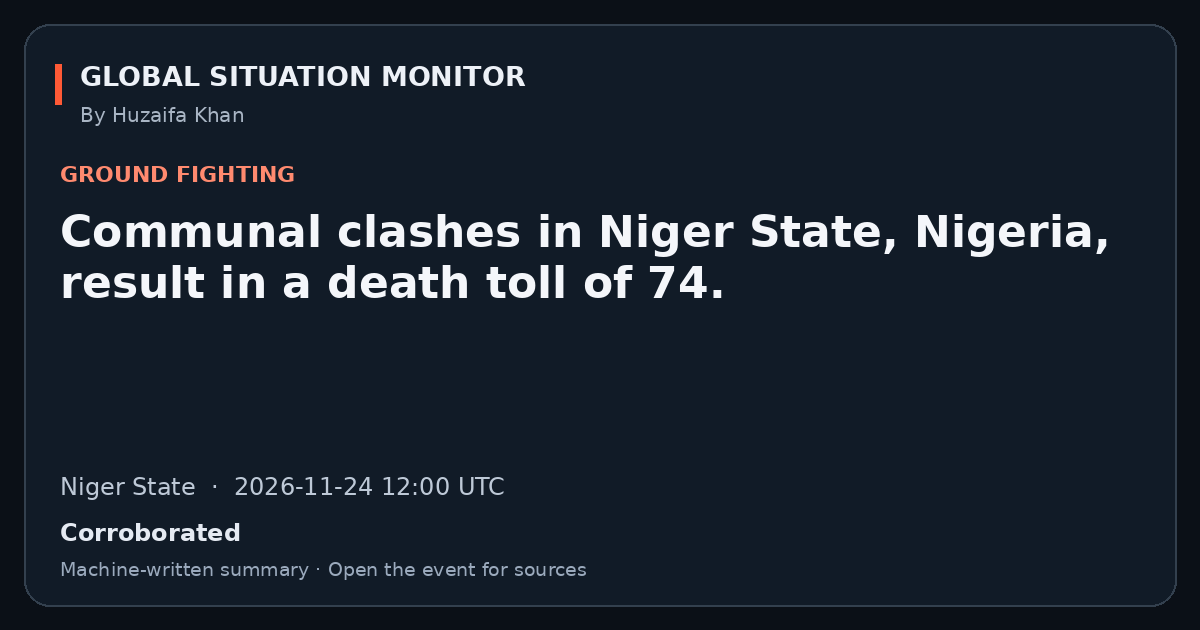 GLOBAL SITUATION MONITOR
By Huzaifa Khan
GROUND FIGHTING
Communal clashes in Niger State, Nigeria,
result in a death toll of 74.
Niger State · 2026-11-24 12:00 UTC
Corroborated
Machine-written summary · Open the event for sources